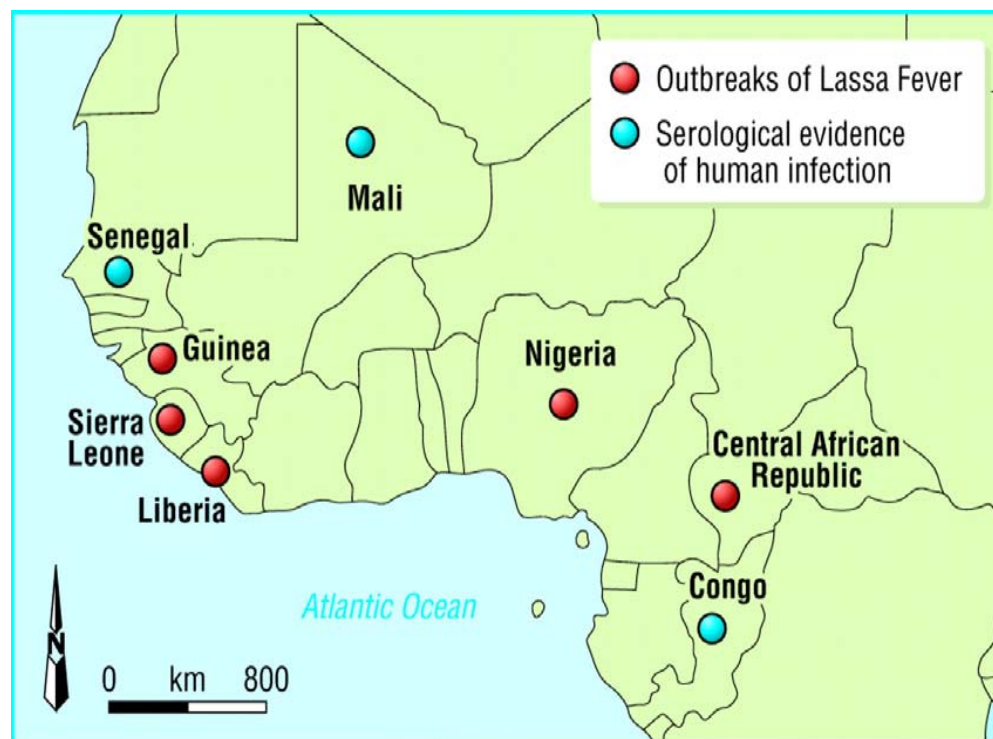 Outbreaks of Lassa Fever
Serological evidence
of human infection
Mali
Senegal
Guinea
Nigeria
Sierra
Leone
Central African
Republic
Liberia
Congo
Atlantic Ocean
N
0 km 800